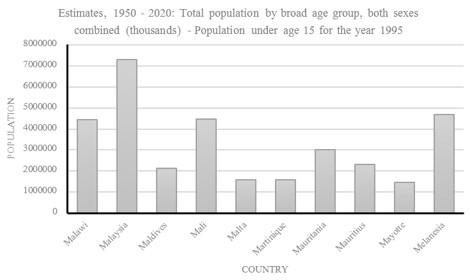 Estimates, 1950 - 2020: Total population by broad age group, both sexes
combined (thousands) - Population under age 15 for the year 1995
POPULATION
8000000
7000000
6000000
5000000
4000000
3000000
2000000
1000000
0
Malawi
Malaysia
Maldives
Mali
Malta
Martinique
Mauritania
Mauritius
Mayotte
Melanesia
COUNTRY